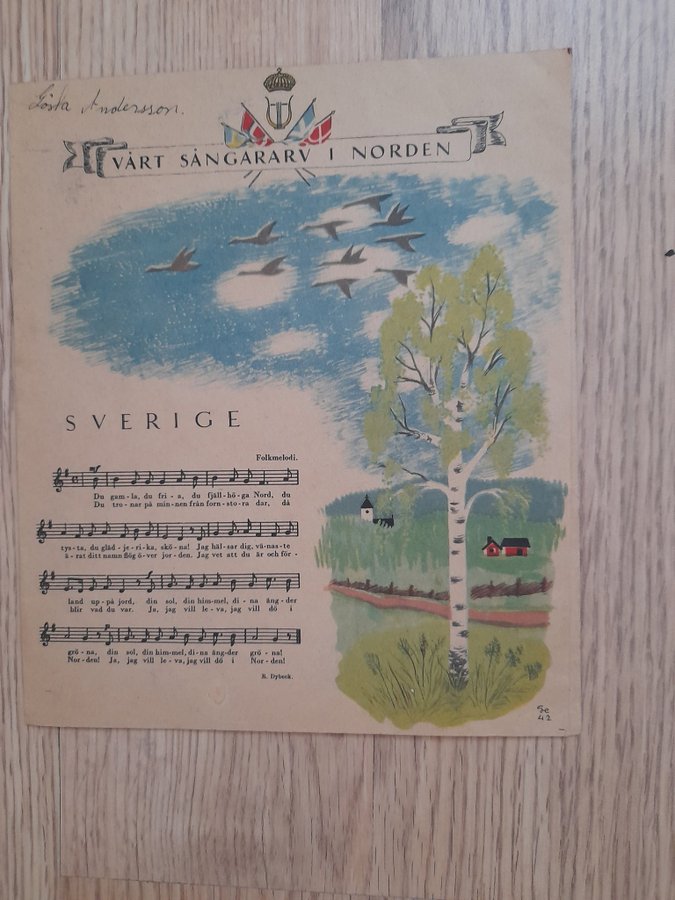 Gösta Andersson.
VÅRT SÅNGARARV I NORDEN
SVERIGE
Folkmelodi.
mf
Du gam-la, du fri-a, du fjäll-hö-ga Nord, du
Du tro-nar på min-nen från forn-sto-ra dar, då
tys-ta, du gläd-je-ri-ka, skö-na! Jag häl-sar dig, vä-nas-te
ä-rat ditt namn flög ö-ver jor-den. Jag vet att du är och för-
land up-på jord, din sol, din him-mel, di-na äng-der
blir vad du var. Ja, jag vill le-va, jag vill dö i
grö-na, din sol, din him-mel, di-na äng-der grö-na!
Nor-den! Ja, jag vill le-va, jag vill dö i Nor-den!
R. Dybeck.
42